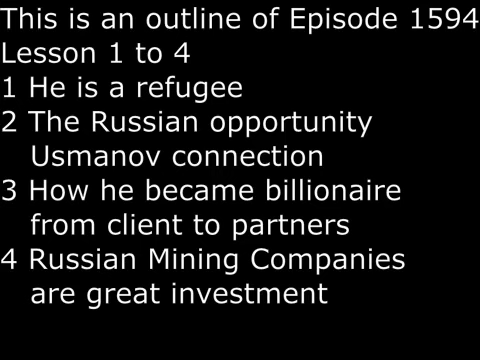 This is an outline of Episode 1594
Lesson 1 to 4
1 He is a refugee
2 The Russian opportunity
Usmanov connection
3 How he became billionaire
from client to partners
4 Russian Mining Companies
are great investment